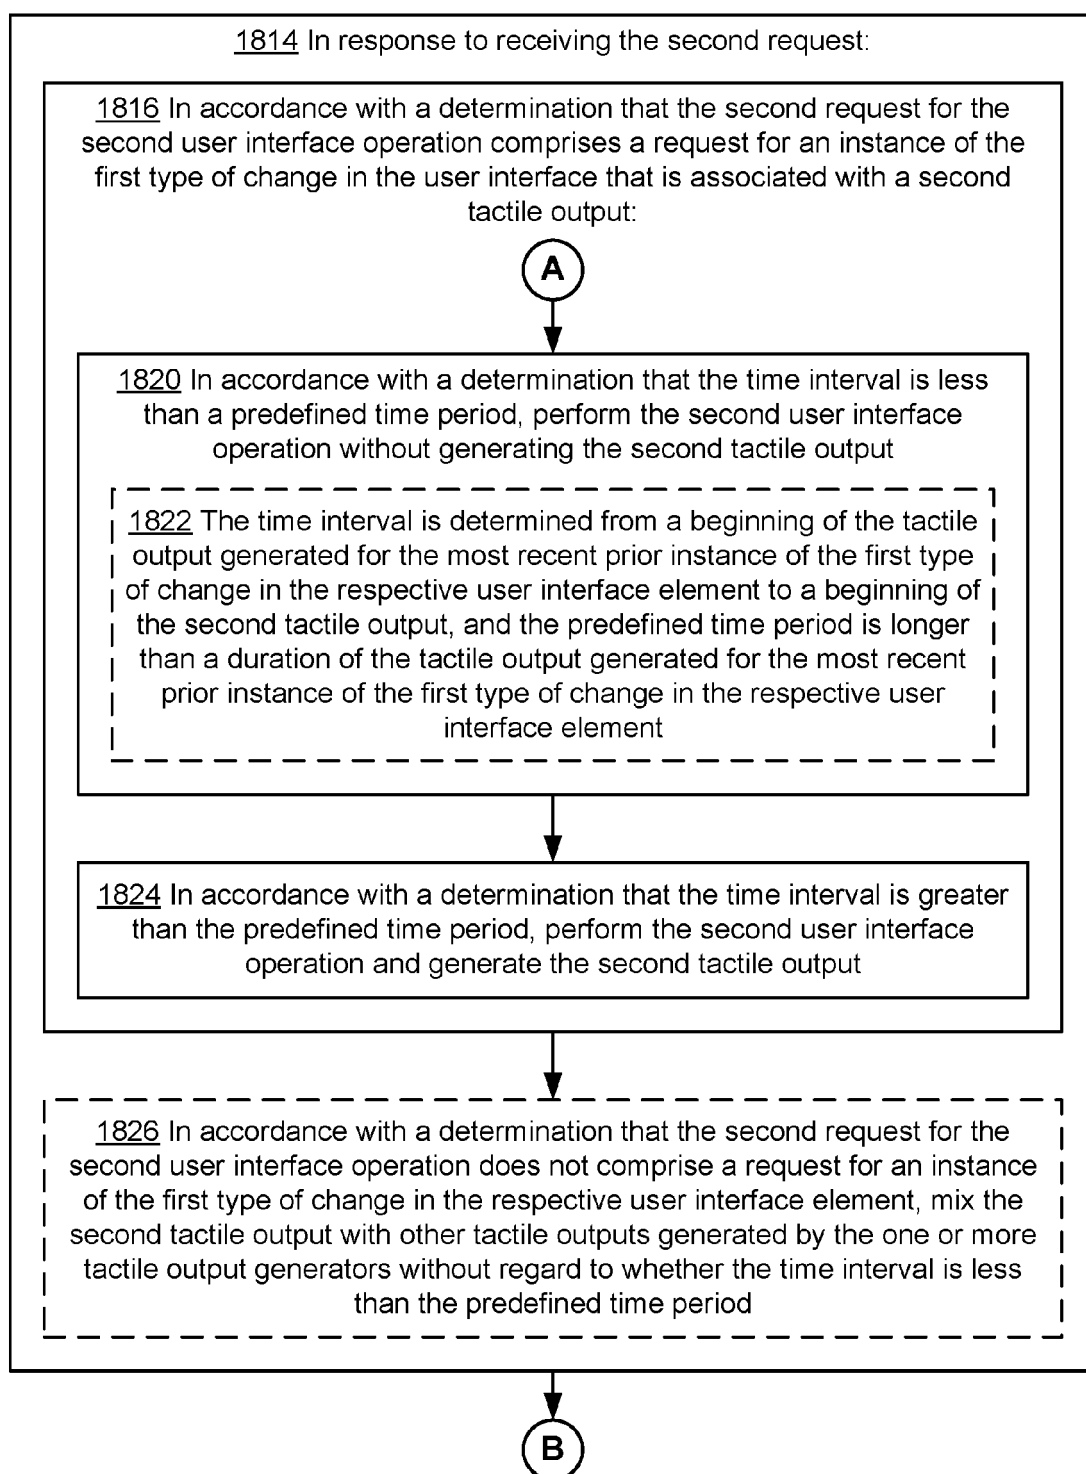 1814 In response to receiving the second request:
1816 In accordance with a determination that the second request for the
second user interface operation comprises a request for an instance of the
first type of change in the user interface that is associated with a second
tactile output:
A
1820 In accordance with a determination that the time interval is less
than a predefined time period, perform the second user interface
operation without generating the second tactile output
1822 The time interval is determined from a beginning of the tactile
output generated for the most recent prior instance of the first type
of change in the respective user interface element to a beginning of
the second tactile output, and the predefined time period is longer
than a duration of the tactile output generated for the most recent
prior instance of the first type of change in the respective user
interface element
1824 In accordance with a determination that the time interval is greater
than the predefined time period, perform the second user interface
operation and generate the second tactile output
1826 In accordance with a determination that the second request for the
second user interface operation does not comprise a request for an instance
of the first type of change in the respective user interface element, mix the
second tactile output with other tactile outputs generated by the one or more
tactile output generators without regard to whether the time interval is less
than the predefined time period
B